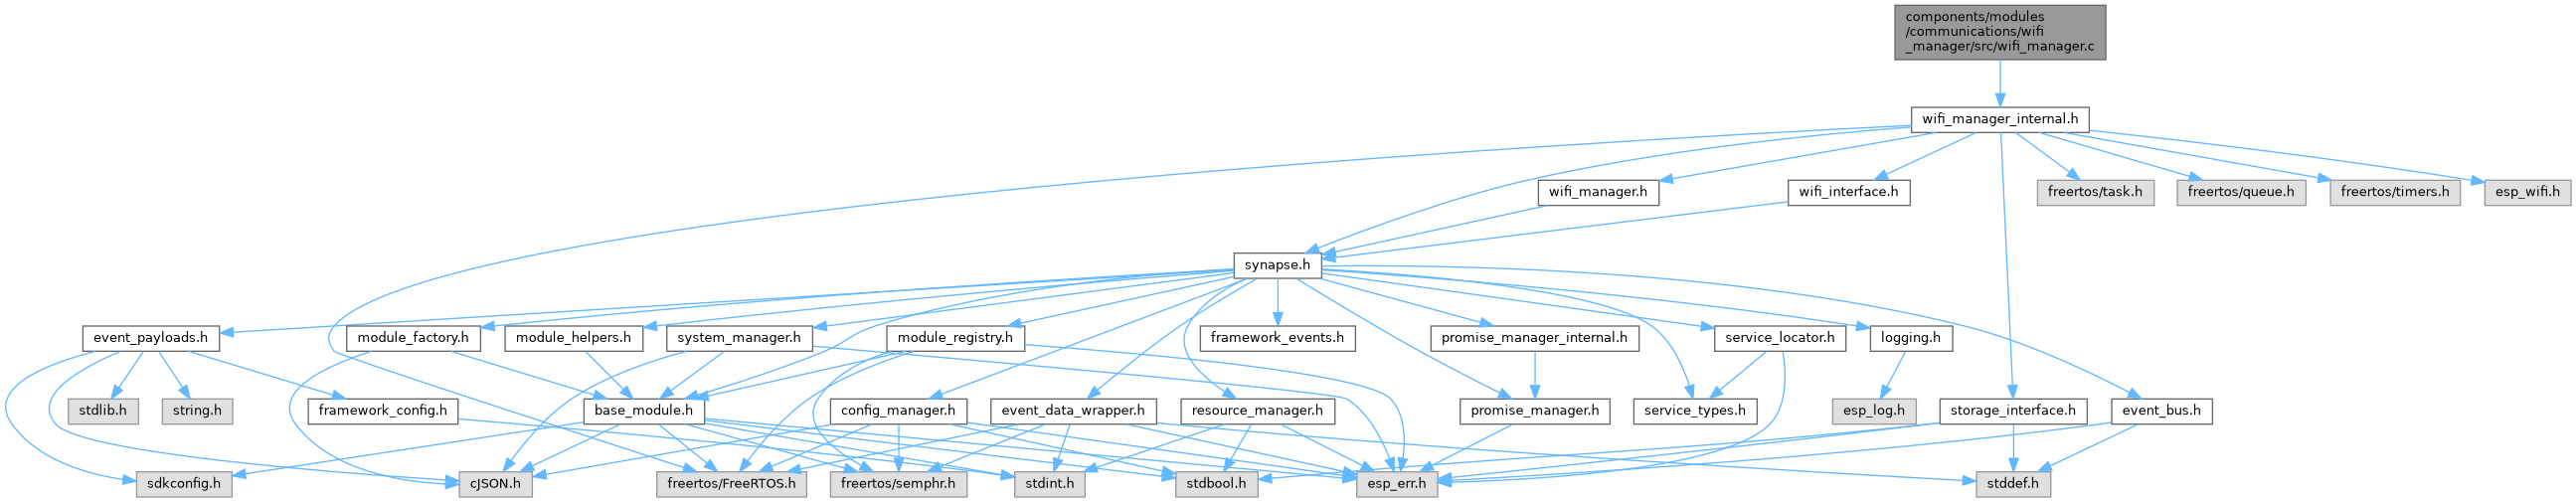 components/modules
/communications/wifi
_manager/src/wifi_manager.c
wifi_manager_internal.h
wifi_manager.h
wifi_interface.h
freertos/task.h
freertos/queue.h
freertos/timers.h
esp_wifi.h
synapse.h
event_payloads.h
module_factory.h
module_helpers.h
system_manager.h
module_registry.h
framework_events.h
promise_manager_internal.h
service_locator.h
logging.h
stdlib.h
string.h
framework_config.h
base_module.h
config_manager.h
event_data_wrapper.h
resource_manager.h
promise_manager.h
service_types.h
esp_log.h
storage_interface.h
event_bus.h
sdkconfig.h
cJSON.h
freertos/FreeRTOS.h
freertos/semphr.h
stdint.h
stdbool.h
esp_err.h
stddef.h